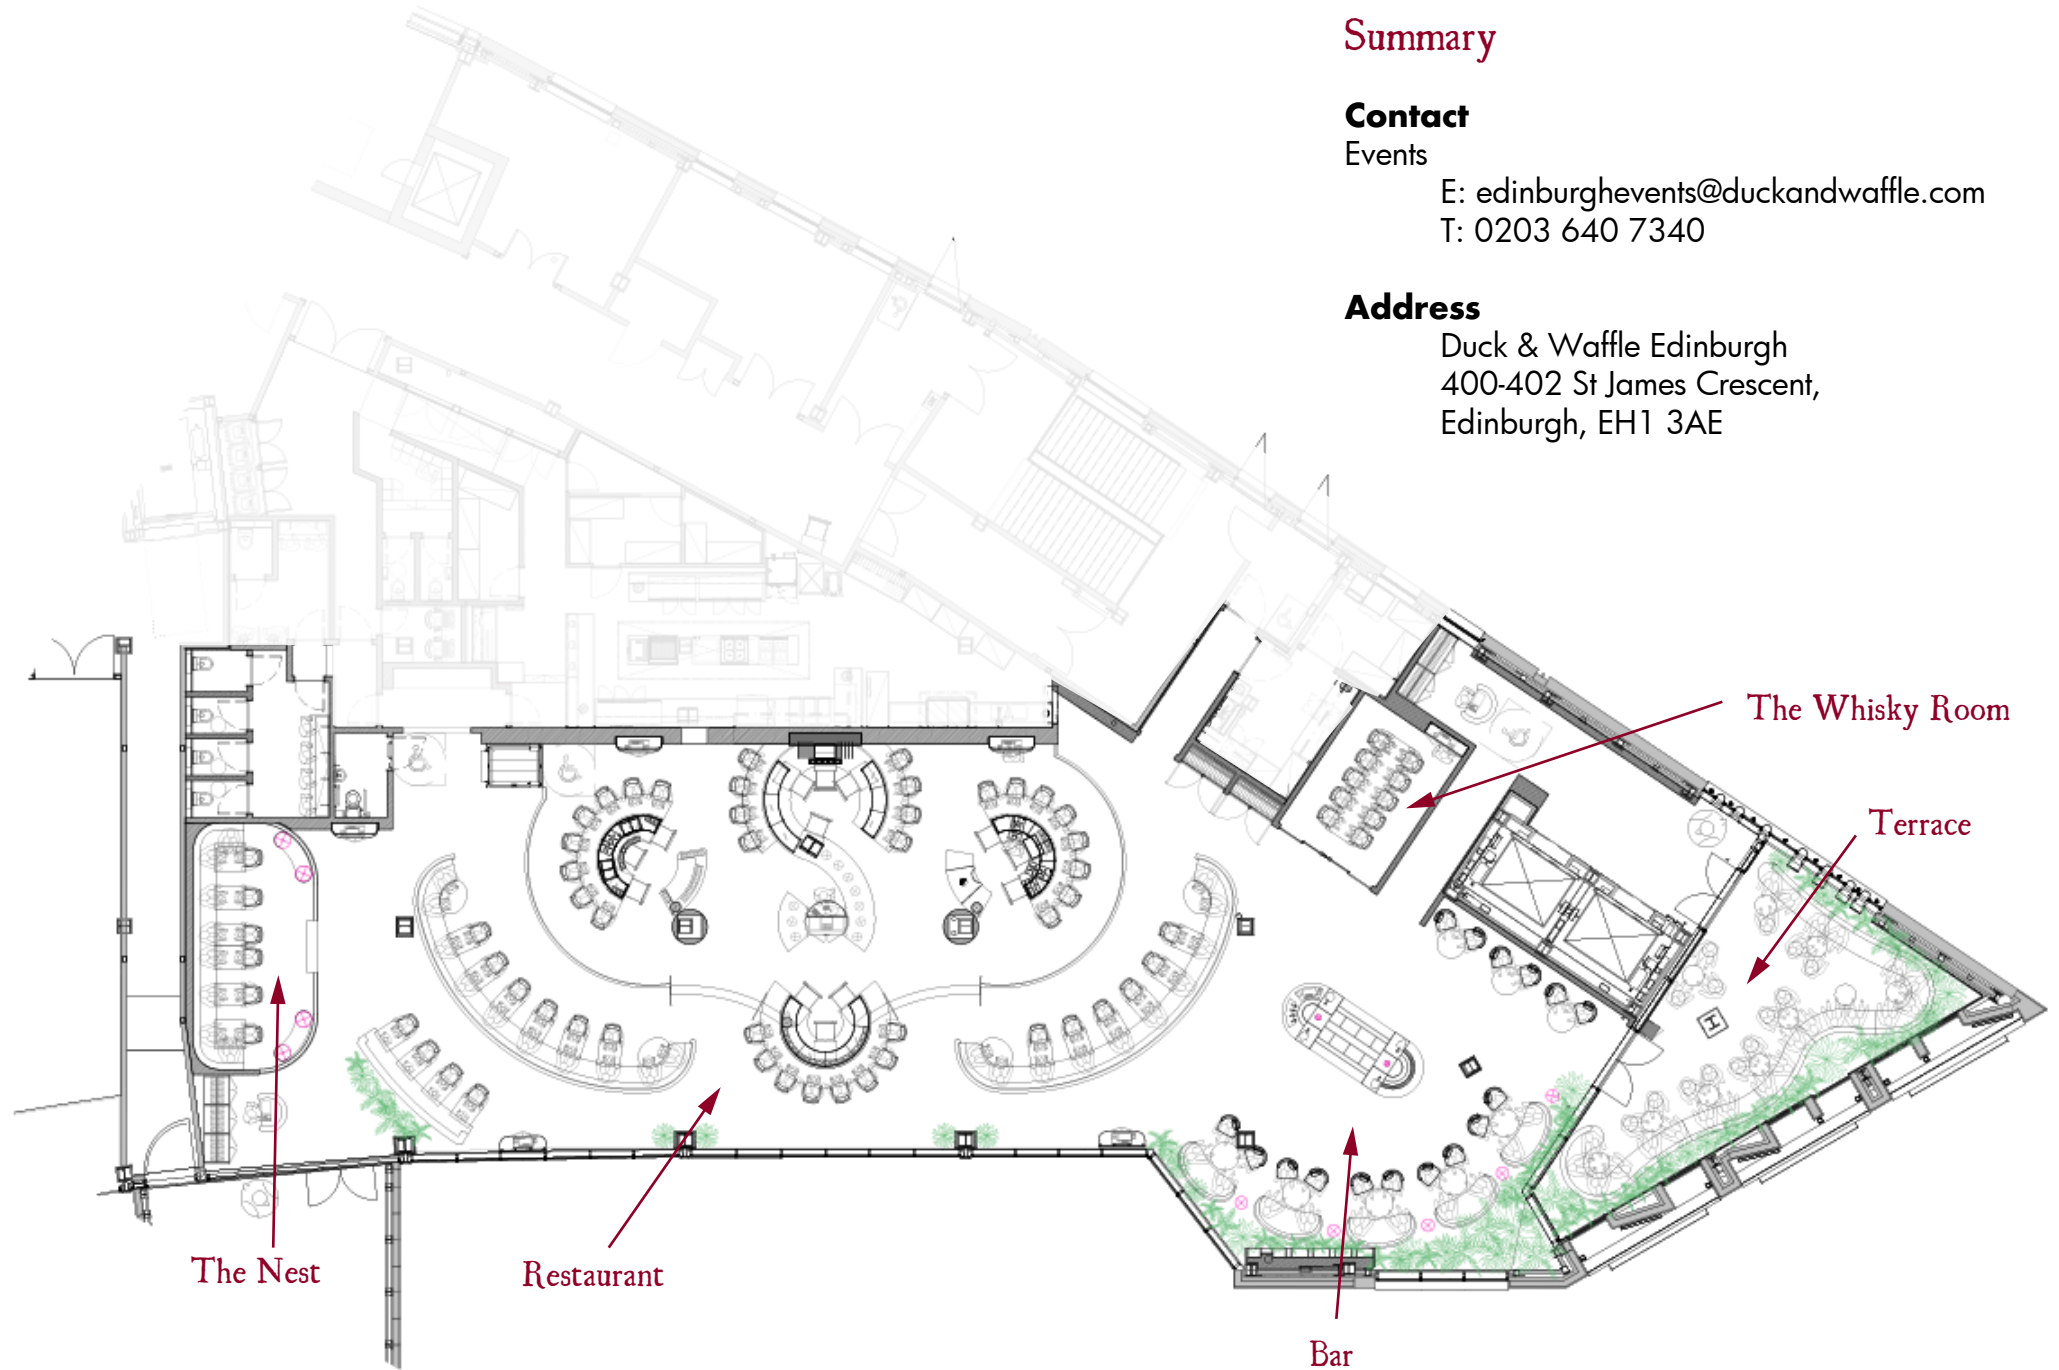 Summary
Contact
Events
E: edinburghevents@duckandwaffle.com
T: 0203 640 7340
Address
Duck & Waffle Edinburgh
400-402 St James Crescent,
Edinburgh, EH1 3AE
The Whisky Room
Terrace
H
The Nest
Restaurant
Bar